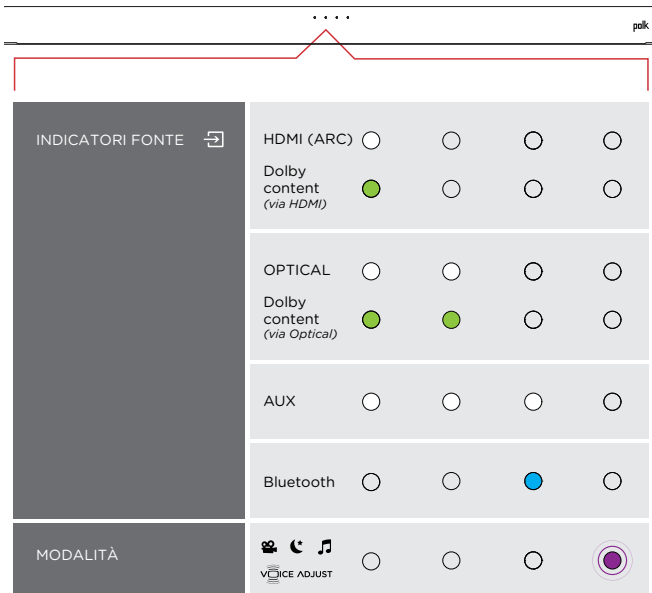 polk
INDICATORI FONTE
HDMI (ARC)
Dolby
content
(via HDMI)
OPTICAL
Dolby
content
(via Optical)
AUX
Bluetooth
MODALITÀ
VOICE ADJUST